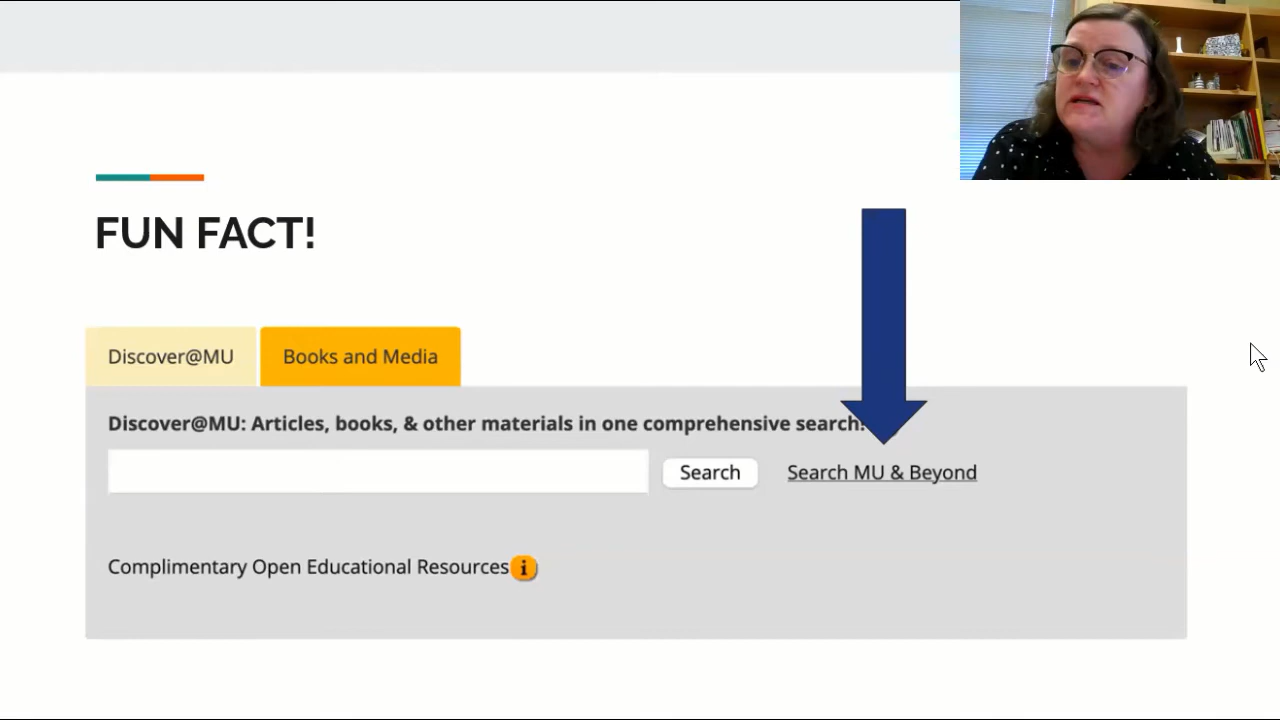 FUN FACT!
Discover@MU
Books and Media
Discover@MU: Articles, books, & other materials in one comprehensive search!
Search
Search MU & Beyond
Complimentary Open Educational Resources i